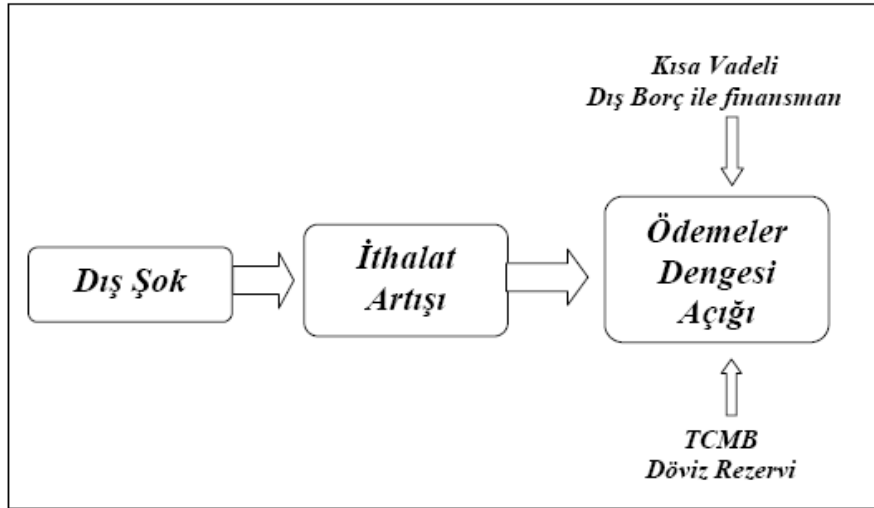 Kısa Vadeli
Dış Borç ile finansman
Dış Şok
İthalat
Artışı
Ödemeler
Dengesi
Açığı
TCMB
Döviz Rezervi